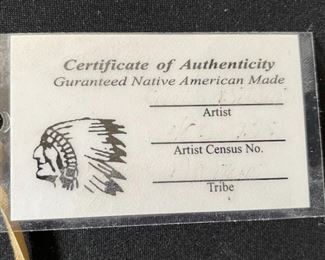 Certificate of Authenticity
Guranteed Native American Made
Artist
Artist Census No.
Tribe